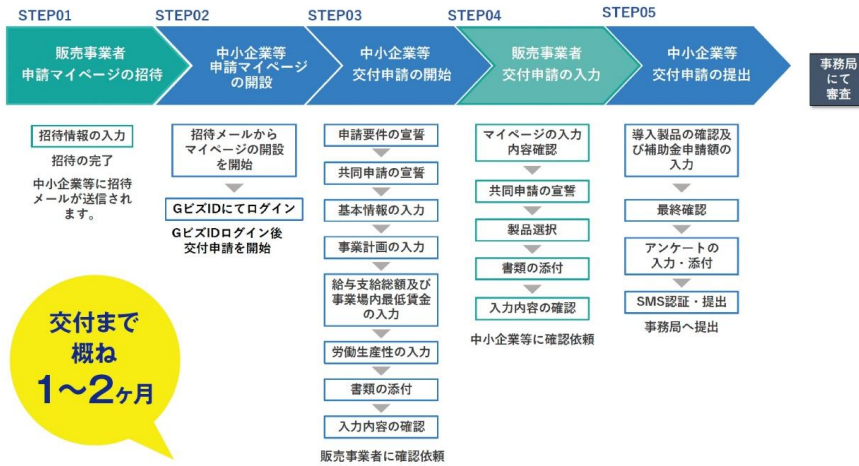 STEP01
販売事業者
申請マイページの招待
招待情報の入力
招待の完了
中小企業等に招待
メールが送信され
ます。
STEP02
中小企業等
申請マイページ
の開設
招待メールから
マイページの開設
を開始
GビズIDにてログイン
GビズIDログイン後
交付申請を開始
STEP03
中小企業等
交付申請の開始
申請要件の宣誓
共同申請の宣誓
基本情報の入力
事業計画の入力
給与支給総額及び
事業場内最低賃金
の入力
労働生産性の入力
書類の添付
入力内容の確認
販売事業者に確認依頼
STEP04
販売事業者
交付申請の入力
マイページの入力
内容確認
共同申請の宣誓
製品選択
書類の添付
入力内容の確認
中小企業等に確認依頼
STEP05
中小企業等
交付申請の提出
導入製品の確認及
び補助金申請額の
入力
最終確認
アンケートの
入力・添付
SMS認証・提出
事務局へ提出
事務局
にて
審査
交付まで
概ね
1〜2ヶ月